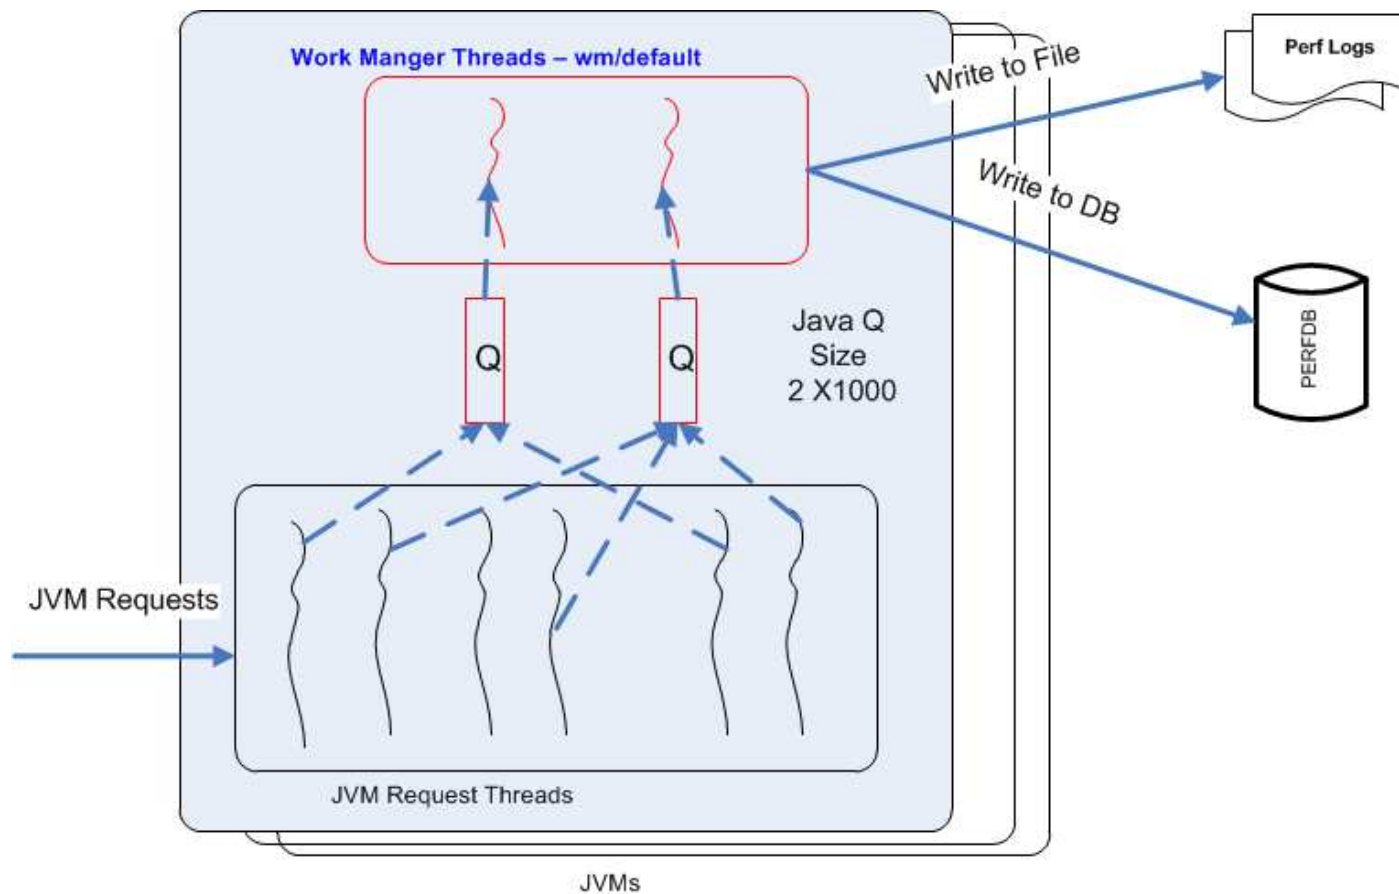 Work Manger Threads – wm/default
Write to File
Perf Logs
Write to DB
PERFDB
Java Q
Size
2 X1000
Q
Q
JVM Requests
JVM Request Threads
JVMs